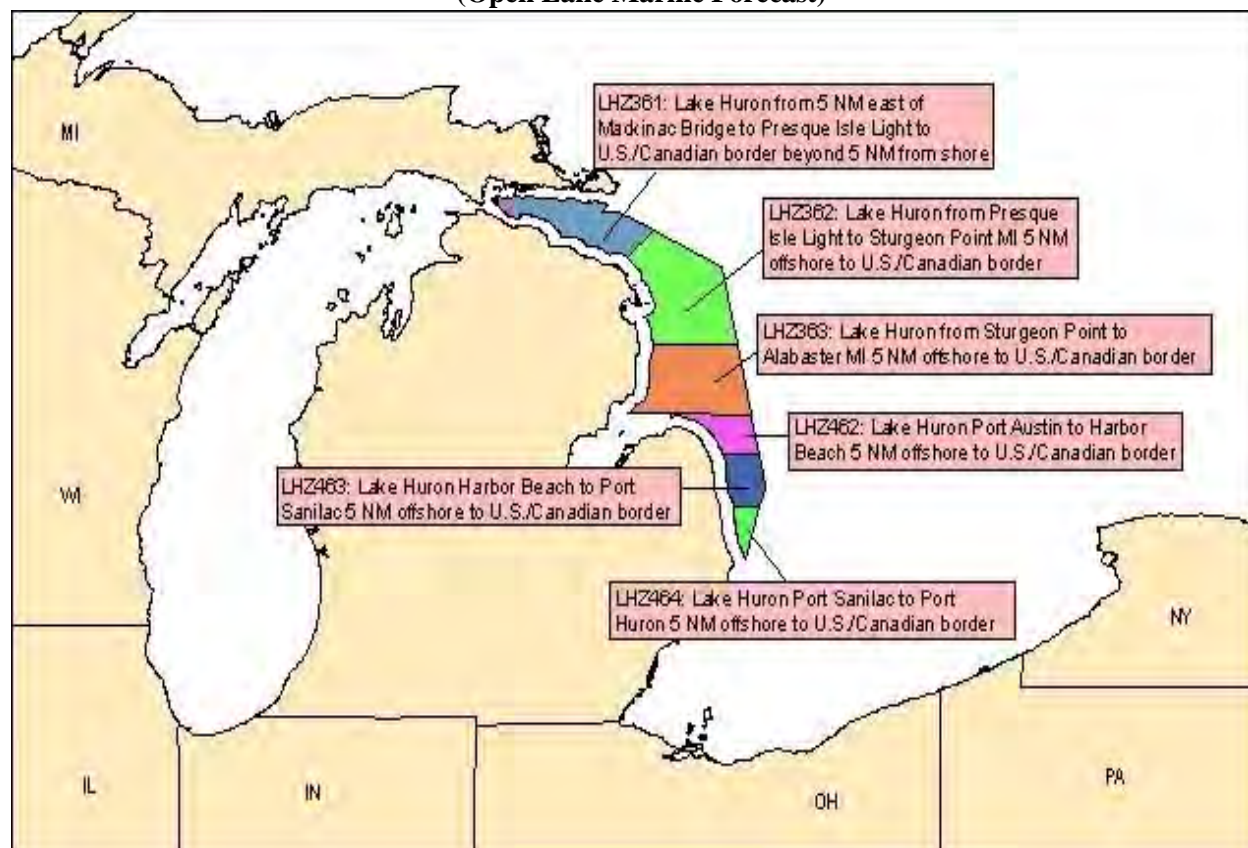 (Open Lake Marine Forecast)
MI
LHZ361: Lake Huron from 5 NM east of
Mackinac Bridge to Presque Isle Light to
U.S./Canadian border beyond 5 NM from shore
LHZ362: Lake Huron from Presque
Isle Light to Sturgeon Point MI 5 NM
offshore to U.S./Canadian border
LHZ363: Lake Huron from Sturgeon Point to
Alabaster MI 5 NM offshore to U.S./Canadian border
LHZ462: Lake Huron Port Austin to Harbor
Beach 5 NM offshore to U.S./Canadian border
WI
LHZ463: Lake Huron Harbor Beach to Port
Sanilac 5 NM offshore to U.S./Canadian border
LHZ464: Lake Huron Port Sanilac to Port
Huron 5 NM offshore to U.S./Canadian border
NY
IL
IN
OH
PA